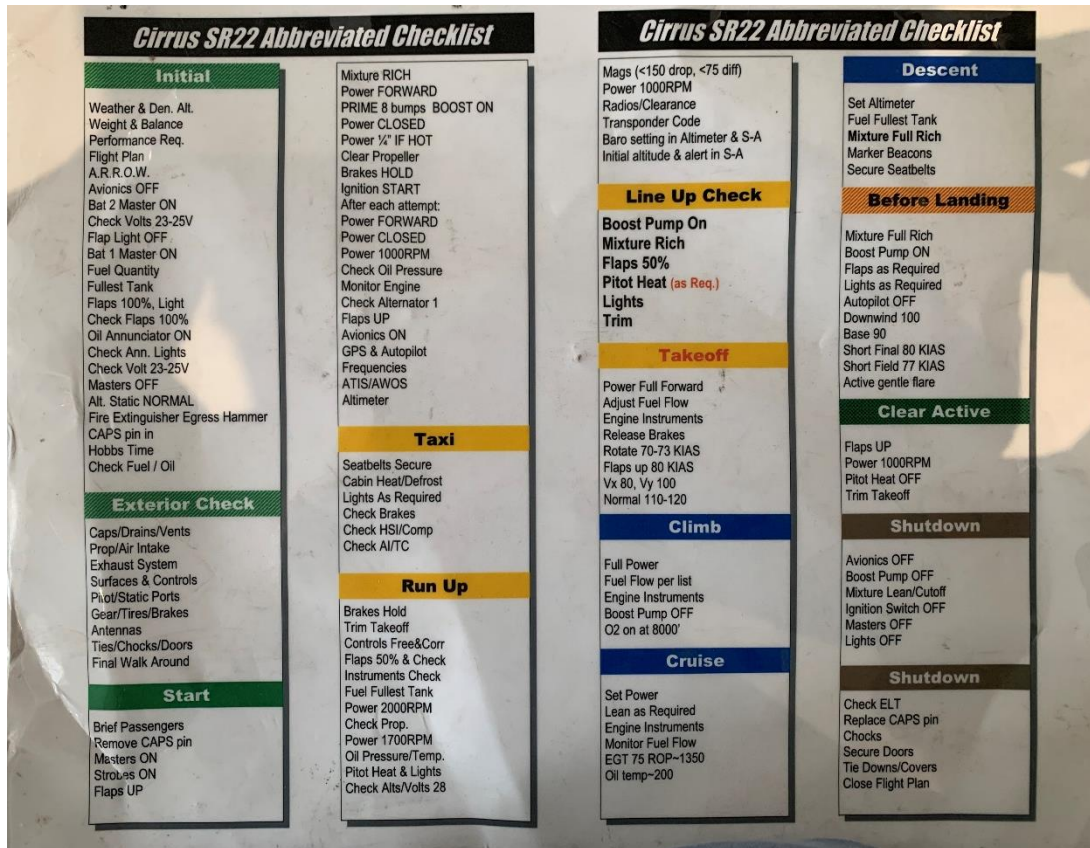 Cirrus SR22 Abbreviated Checklist
Initial
Weather & Den. Alt.
Weight & Balance
Performance Req.
Flight Plan
A.R.R.O.W.
Avionics OFF
Bat 2 Master ON
Check Volts 23-25V
Flap Light OFF
Bat 1 Master ON
Fuel Quantity
Fullest Tank
Flaps 100%, Light
Check Flaps 100%
Oil Annunciator ON
Check Ann. Lights
Check Volt 23-25V
Masters OFF
Alt. Static NORMAL
Fire Extinguisher Egress Hammer
CAPS pin in
Hobbs Time
Check Fuel / Oil
Exterior Check
Caps/Drains/Vents
Prop/Air Intake
Exhaust System
Surfaces & Controls
Pitot/Static Ports
Gear/Tires/Brakes
Antennas
Ties/Chocks/Doors
Final Walk Around
Start
Brief Passengers
Remove CAPS pin
Masters ON
Strobes ON
Flaps UP
Mixture RICH
Power FORWARD
PRIME 8 bumps BOOST ON
Power CLOSED
Power ¼" IF HOT
Clear Propeller
Brakes HOLD
Ignition START
After each attempt:
Power FORWARD
Power CLOSED
Power 1000RPM
Check Oil Pressure
Monitor Engine
Check Alternator 1
Flaps UP
Avionics ON
GPS & Autopilot
Frequencies
ATIS/AWOS
Altimeter
Taxi
Seatbelts Secure
Cabin Heat/Defrost
Lights As Required
Check Brakes
Check HSI/Comp
Check AI/TC
Run Up
Brakes Hold
Trim Takeoff
Controls Free&Corr
Flaps 50% & Check
Instruments Check
Fuel Fullest Tank
Power 2000RPM
Check Prop.
Power 1700RPM
Oil Pressure/Temp.
Pitot Heat & Lights
Check Alts/Volts 28
Cirrus SR22 Abbreviated Checklist
Mags (<150 drop, <75 diff)
Power 1000RPM
Radios/Clearance
Transponder Code
Baro setting in Altimeter & S-A
Initial altitude & alert in S-A
Line Up Check
Boost Pump On
Mixture Rich
Flaps 50%
Pitot Heat (as Req.)
Lights
Trim
Takeoff
Power Full Forward
Adjust Fuel Flow
Engine Instruments
Release Brakes
Rotate 70-73 KIAS
Flaps up 80 KIAS
Vx 80, Vy 100
Normal 110-120
Climb
Full Power
Fuel Flow per list
Engine Instruments
Boost Pump OFF
O2 on at 8000'
Cruise
Set Power
Lean as Required
Engine Instruments
Monitor Fuel Flow
EGT 75 ROP~1350
Oil temp~200
Descent
Set Altimeter
Fuel Fullest Tank
Mixture Full Rich
Marker Beacons
Secure Seatbelts
Before Landing
Mixture Full Rich
Boost Pump ON
Flaps as Required
Lights as Required
Autopilot OFF
Downwind 100
Base 90
Short Final 80 KIAS
Short Field 77 KIAS
Active gentle flare
Clear Active
Flaps UP
Power 1000RPM
Pitot Heat OFF
Trim Takeoff
Shutdown
Avionics OFF
Boost Pump OFF
Mixture Lean/Cutoff
Ignition Switch OFF
Masters OFF
Lights OFF
Shutdown
Check ELT
Replace CAPS pin
Chocks
Secure Doors
Tie Downs/Covers
Close Flight Plan